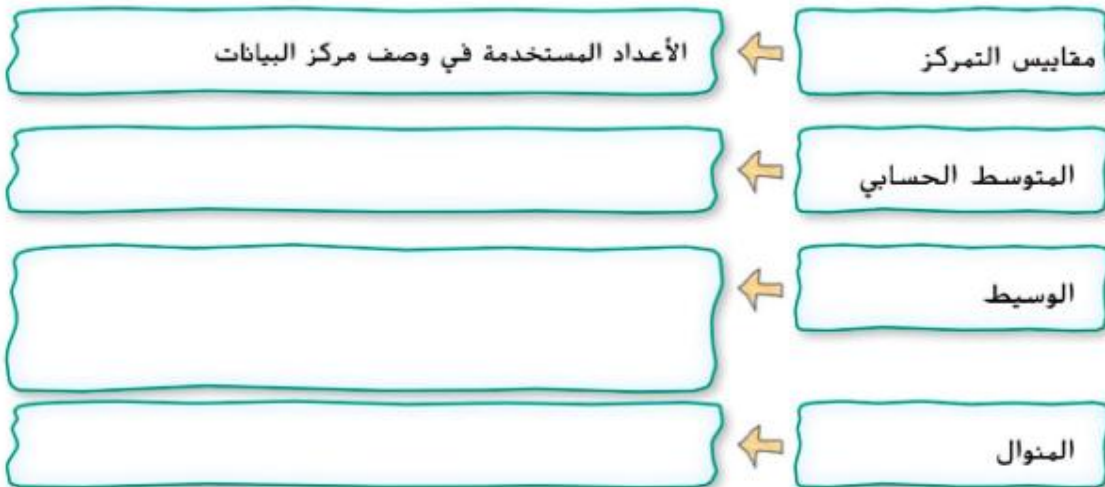 مقاييس التمركز
الأعداد المستخدمة في وصف مركز البيانات
المتوسط الحسابي
الوسيط
المنوال